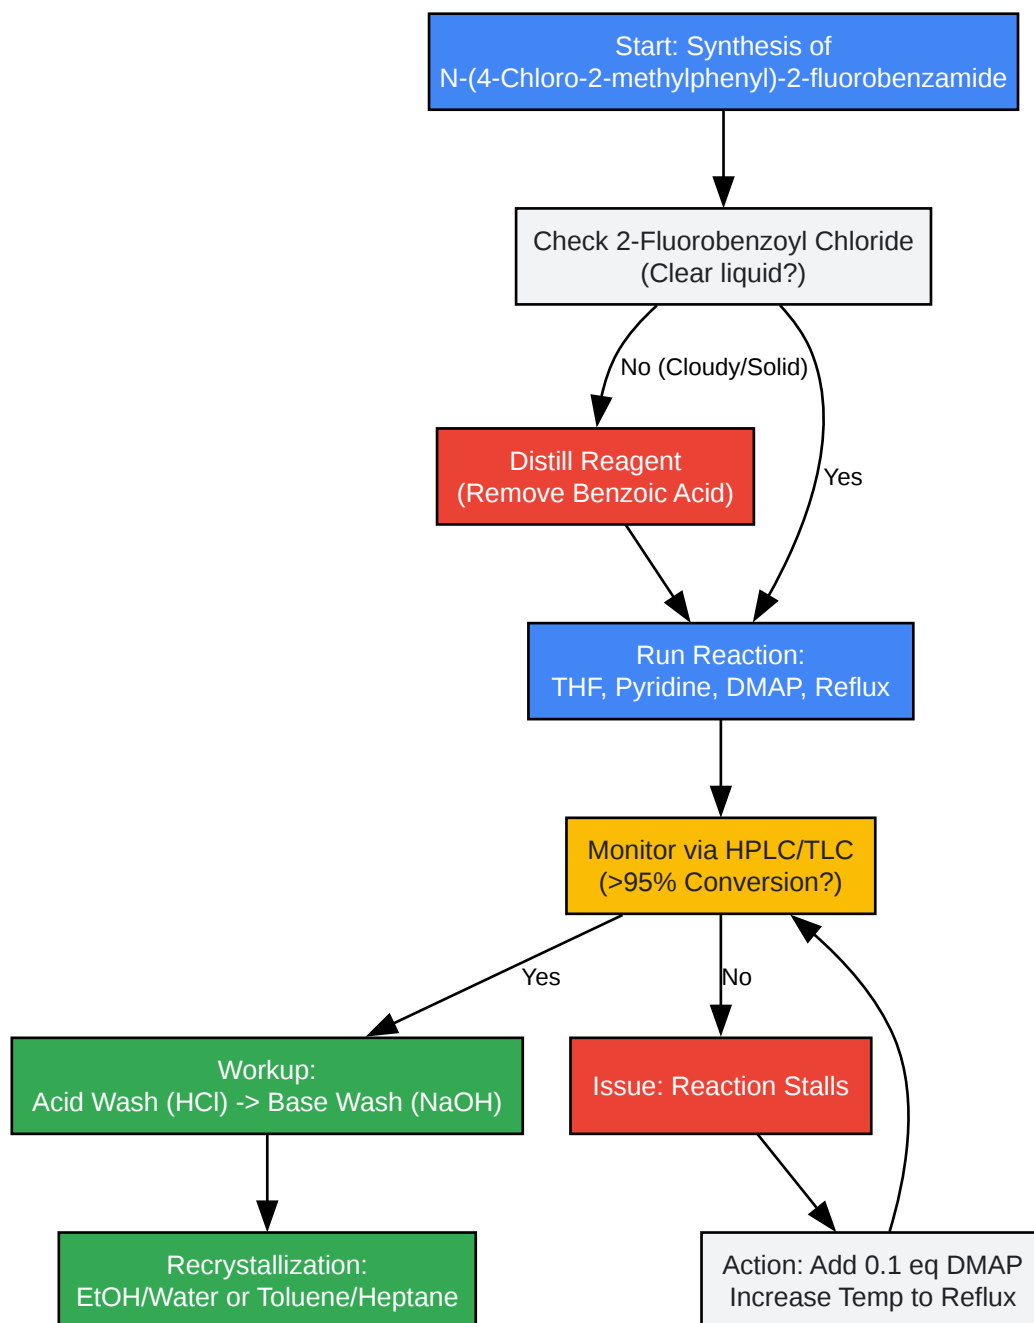 Start: Synthesis of
N-(4-Chloro-2-methylphenyl)-2-fluorobenzamide
Check 2-Fluorobenzoyl Chloride
(Clear liquid?)
No (Cloudy/Solid)
Yes
Distill Reagent
(Remove Benzoic Acid)
Run Reaction:
THF, Pyridine, DMAP, Reflux
Monitor via HPLC/TLC
(>95% Conversion?)
Yes
No
Workup:
Acid Wash (HCl) -> Base Wash (NaOH)
Issue: Reaction Stalls
Recrystallization:
EtOH/Water or Toluene/Heptane
Action: Add 0.1 eq DMAP
Increase Temp to Reflux